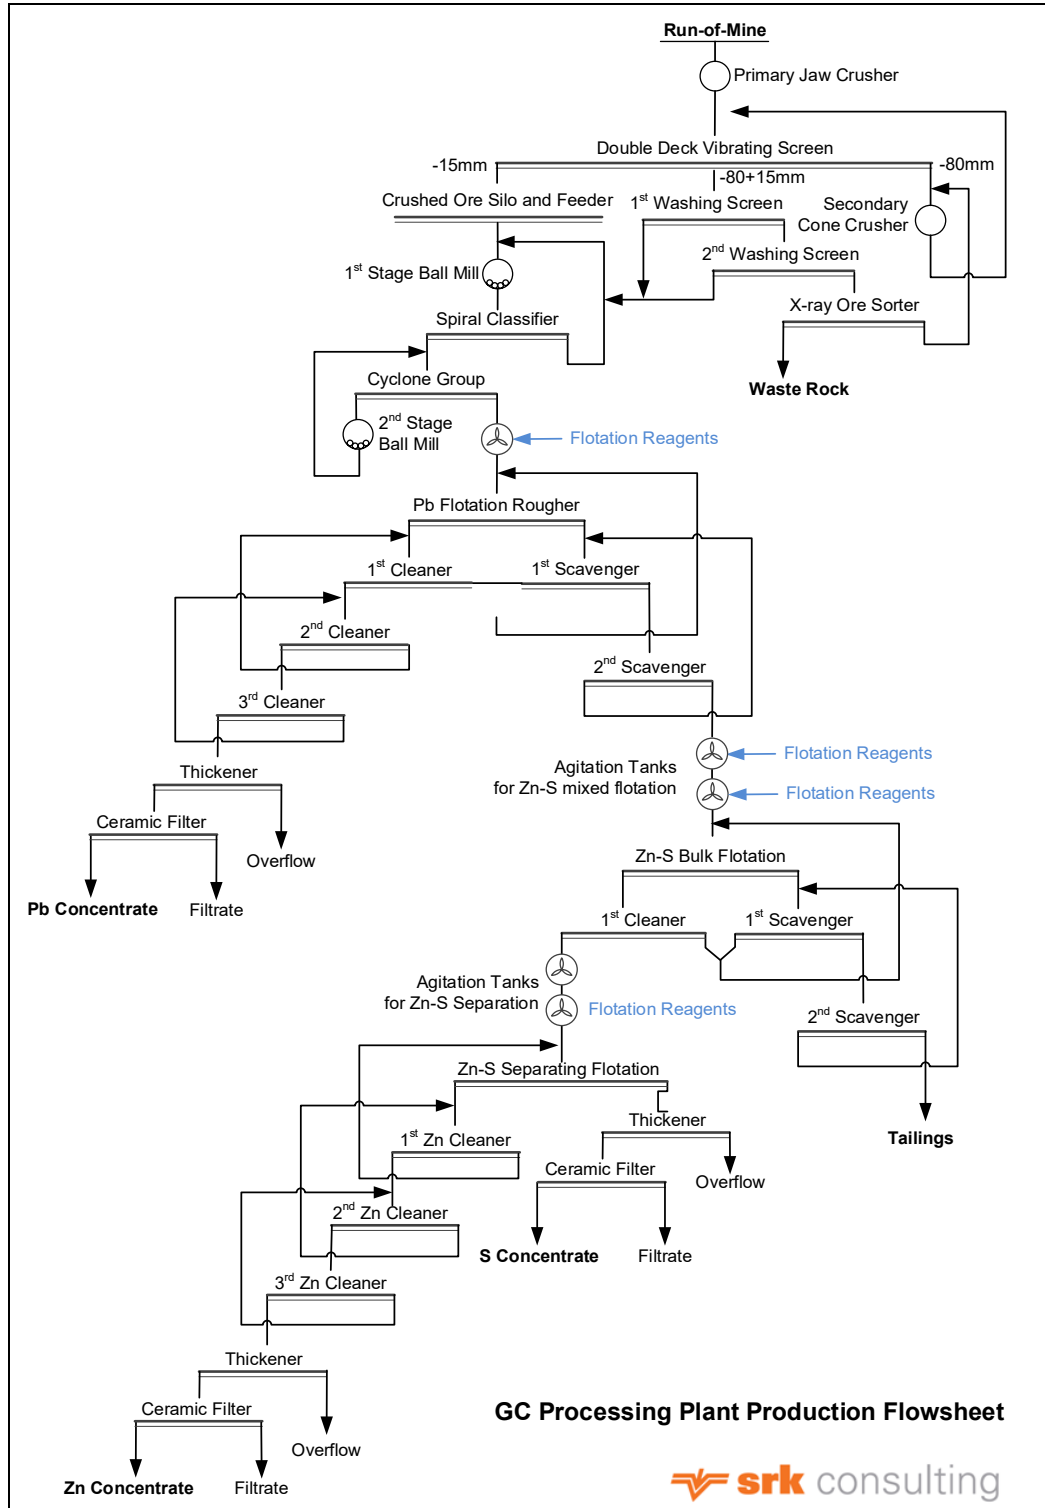 Run-of-Mine
Primary Jaw Crusher
Double Deck Vibrating Screen
-15mm
-80mm
-80+15mm
Crushed Ore Silo and Feeder
1st Washing Screen
Secondary
Cone Crusher
2nd Washing Screen
1st Stage Ball Mill
X-ray Ore Sorter
Spiral Classifier
Waste Rock
Cyclone Group
2nd Stage
Ball Mill
Flotation Reagents
Pb Flotation Rougher
1st Cleaner
1st Scavenger
2nd Cleaner
2nd Scavenger
3rd Cleaner
Flotation Reagents
Agitation Tanks
for Zn-S mixed flotation
Flotation Reagents
Thickener
Ceramic Filter
Overflow
Pb Concentrate
Filtrate
Zn-S Bulk Flotation
1st Cleaner
1st Scavenger
Agitation Tanks
for Zn-S Separation
Flotation Reagents
2nd Scavenger
Zn-S Separating Flotation
Thickener
Tailings
1st Zn Cleaner
Ceramic Filter
Overflow
2nd Zn Cleaner
S Concentrate
Filtrate
3rd Zn Cleaner
Thickener
Ceramic Filter
Overflow
Zn Concentrate
Filtrate
GC Processing Plant Production Flowsheet
srk consulting